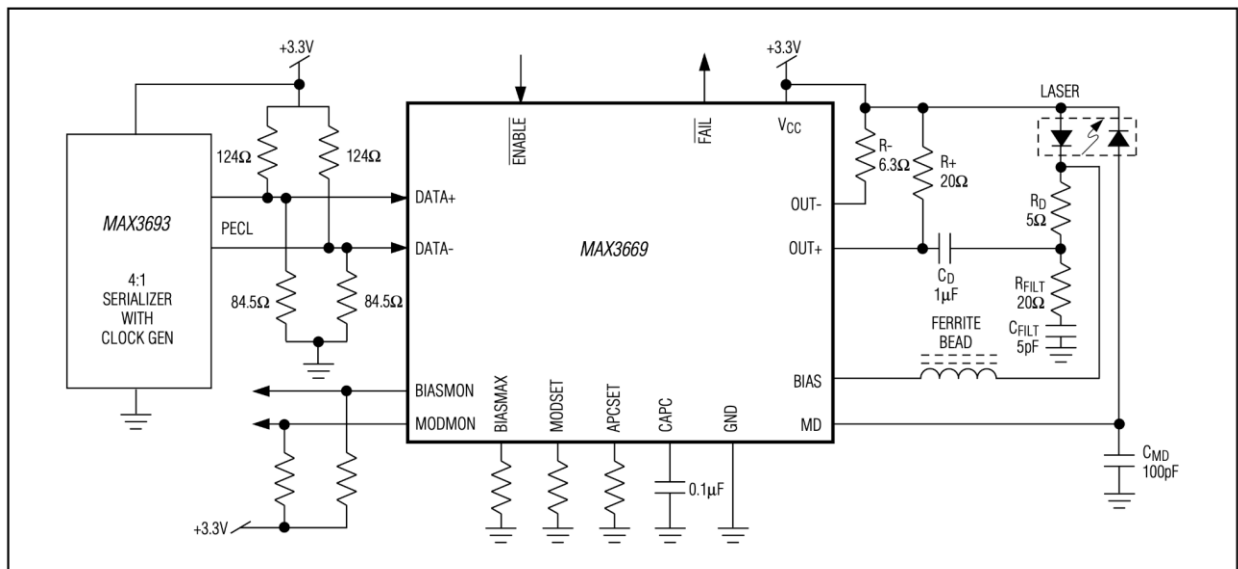 +3.3V
+3.3V
LASER
ENABLE
FAIL
VCC
124Ω
124Ω
R-
6.3Ω
R+
20Ω
DATA+
OUT-
RD
5Ω
MAX3693
PECL
MAX3669
DATA-
OUT+
4:1
SERIALIZER
WITH
CLOCK GEN
84.5Ω
84.5Ω
CD
1µF
RFILT
20Ω
CFILT
5pF
FERRITE
BEAD
BIASMON
MODMON
BIASMAX
MODSET
APCSET
CAPC
GND
BIAS
MD
0.1µF
CMD
100pF
+3.3V